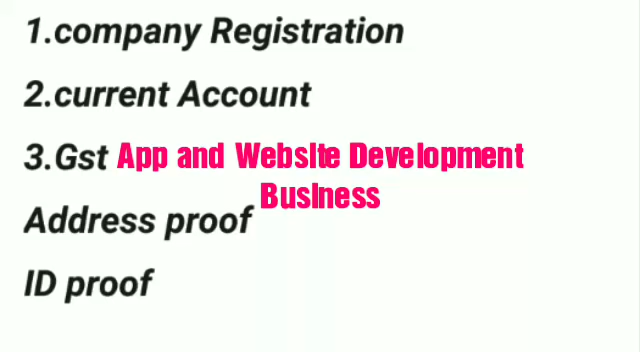 1.company Registration
2.current Account
3.Gst
App and Website Development
Business
Address proof
ID proof